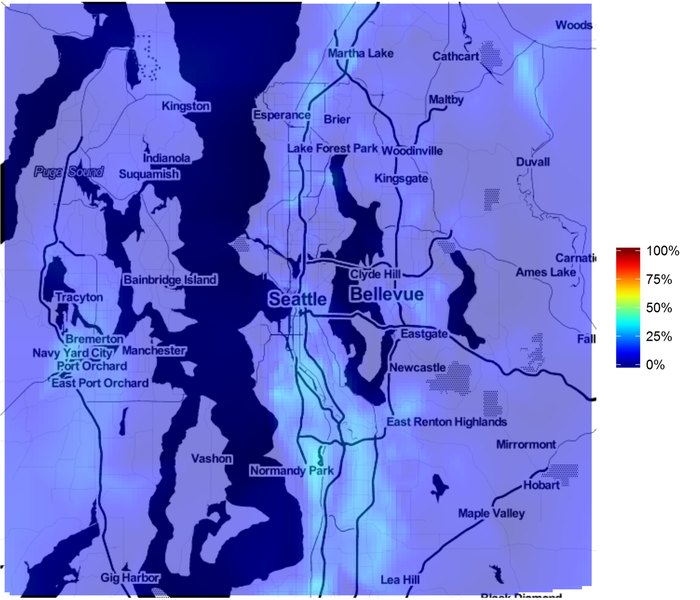 Woods
Martha Lake
Cathcart
Maltby
Kingston
Esperance
Brier
Lake Forest Park
Woodinville
Indianola
Duvall
Puget Sound
Suquamish
Kingsgate
Carnati
Ames Lake
Clyde Hill
Bainbridge Island
Tracyton
Seattle
Bellevue
Eastgate
Fall
Bremerton
Navy Yard City
Manchester
Port Orchard
Newcastle
East Port Orchard
East Renton Highlands
Mirrormont
Vashon
Normandy Park
Hobart
Maple Valley
Gig Harbor
Lea Hill
Black Diamond
100%
75%
50%
25%
0%